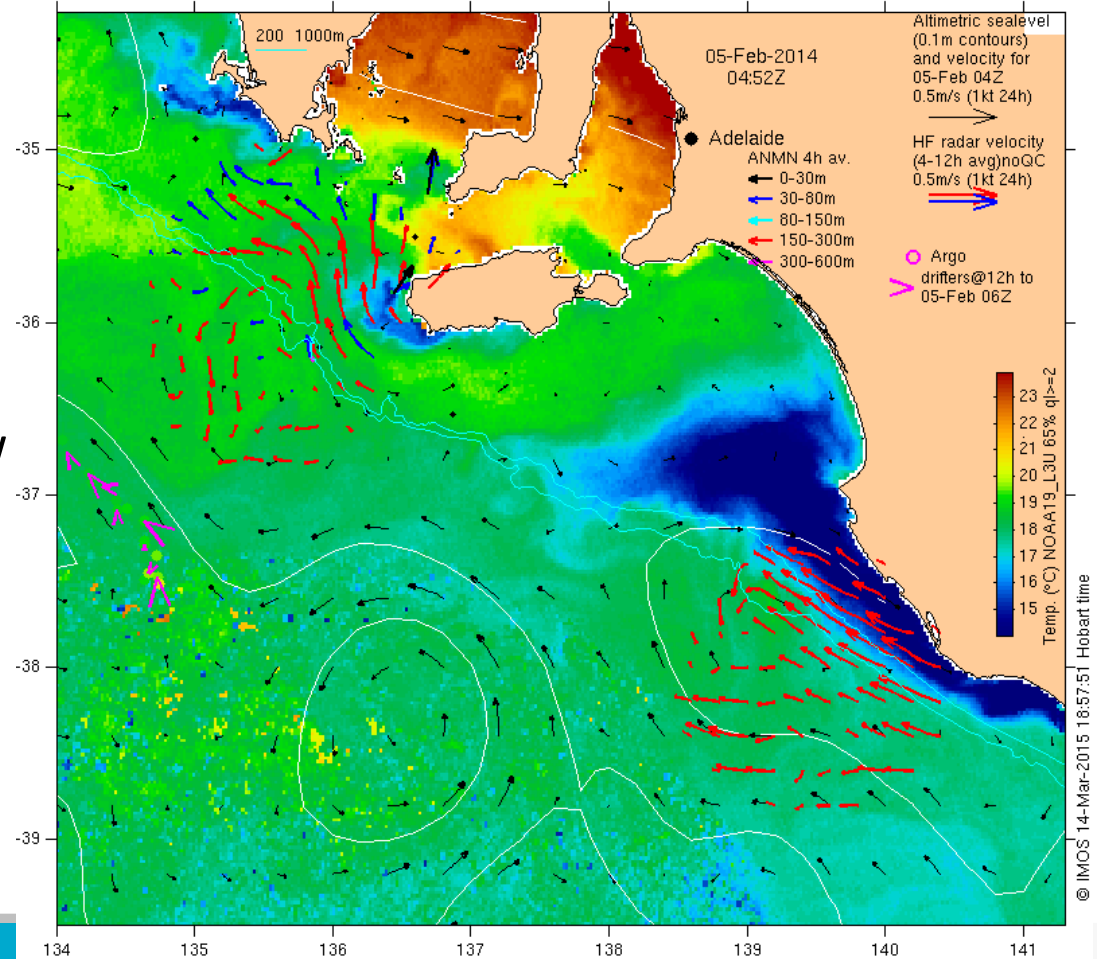 200 1000m
05-Feb-2014
04:52Z
Altimetric sealevel
(0.1m contours)
and velocity for
05-Feb 04Z
0.5m/s (1kt 24h)
HF radar velocity
(4-12h avg)noQC
0.5m/s (1kt 24h)
Adelaide
ANMN 4h av.
0-30m
30-80m
80-150m
150-300m
300-600m
Argo
drifters@12h to
05-Feb 06Z
-35
-36
-37
-38
-39
134 135 136 137 138 139 140 141
23
22
21
20
19
18
17
16
15
Temp. (°C) NOAA19_L3U 65% ql>=2
© IMOS 14-Mar-2015 18:57:51 Hobart time